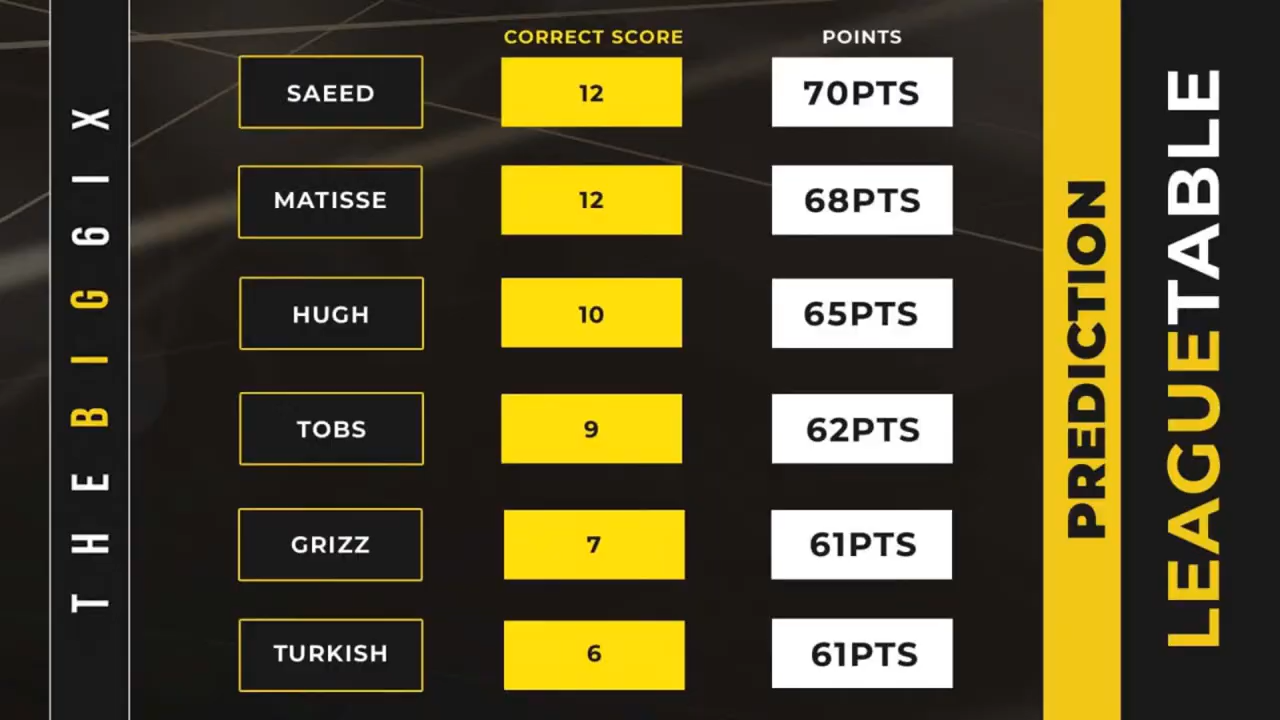 THE BIG 6IX
CORRECT SCORE POINTS
SAEED 12 70PTS
MATISSE 12 68PTS
HUGH 10 65PTS
TOBS 9 62PTS
GRIZZ 7 61PTS
TURKISH 6 61PTS
PREDICTION
LEAGUETABLE